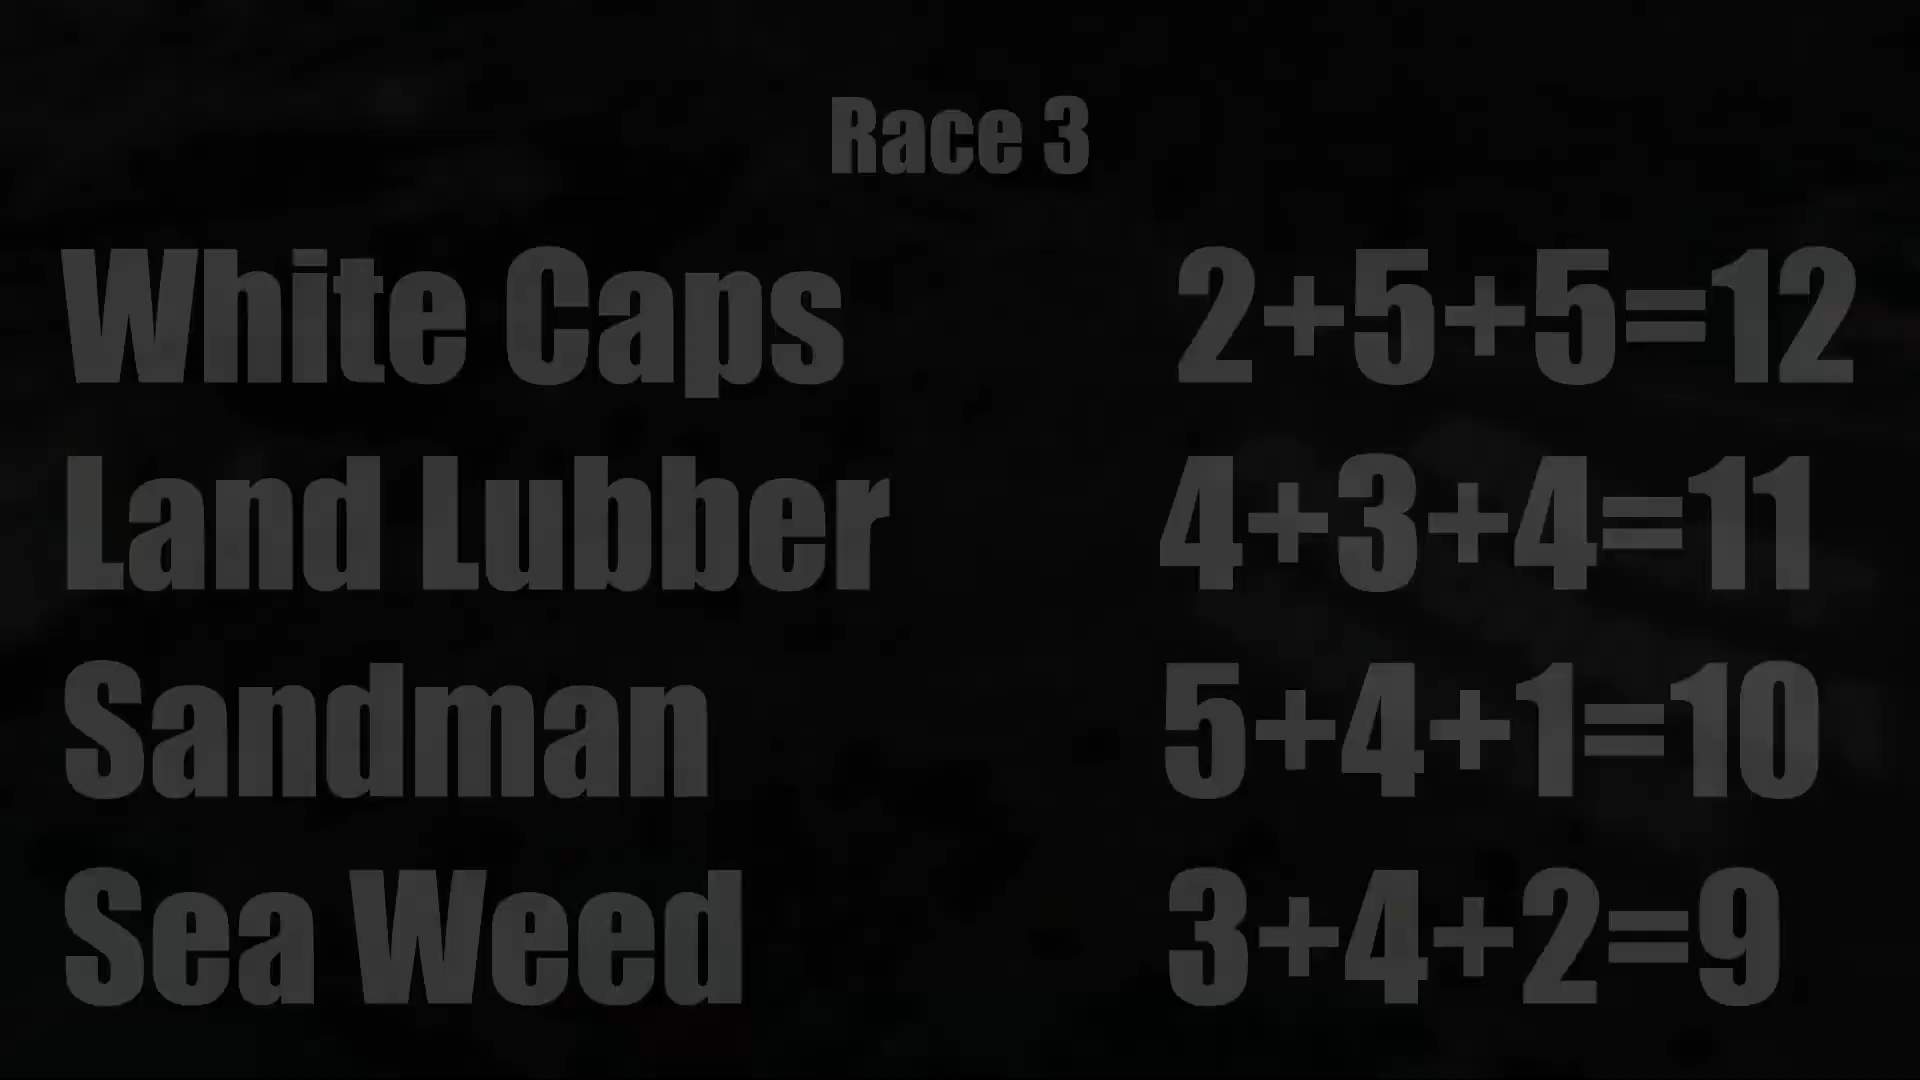 Race 3
White Caps 2+5+5=12
Land Lubber 4+3+4=11
Sandman 5+4+1=10
Sea Weed 3+4+2=9